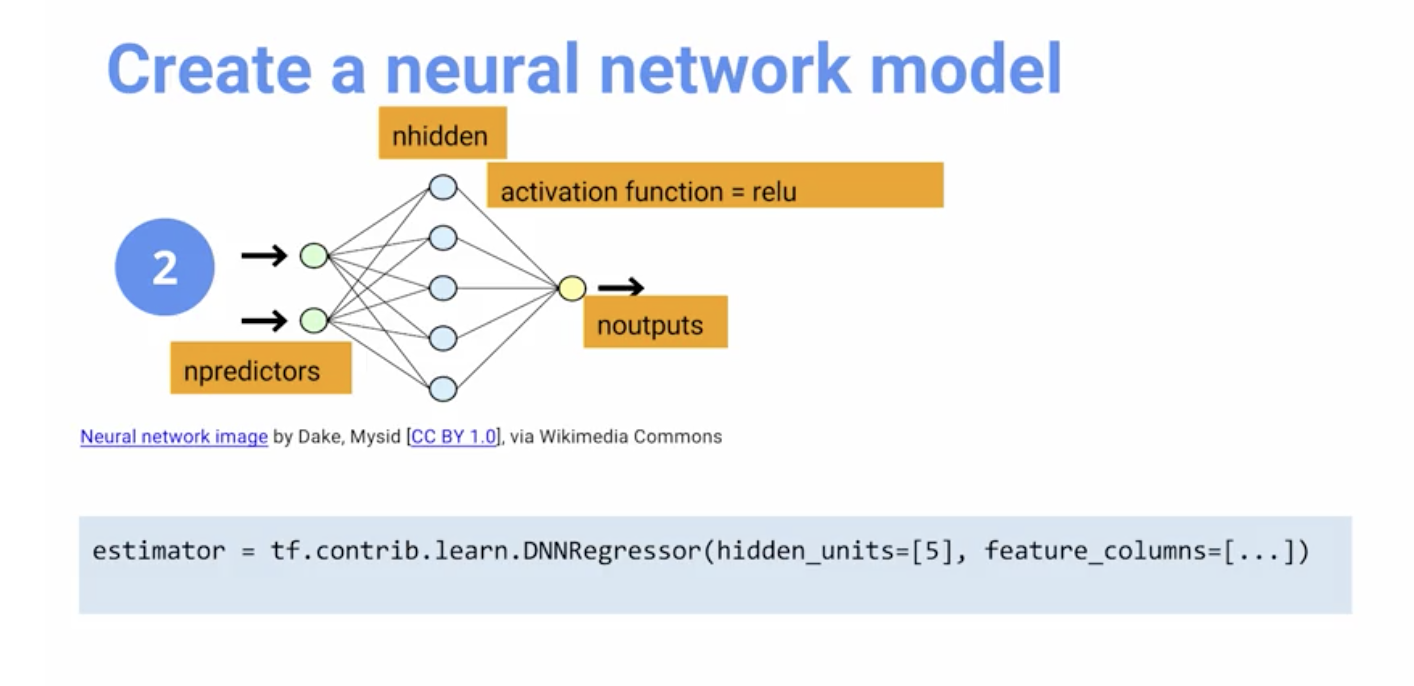 Create a neural network model
nhidden
activation function = relu
2
noutputs
npredictors
Neural network image by Dake, Mysid [CC BY 1.0], via Wikimedia Commons
estimator = tf.contrib.learn.DNNRegressor(hidden_units=[5], feature_columns=[...])